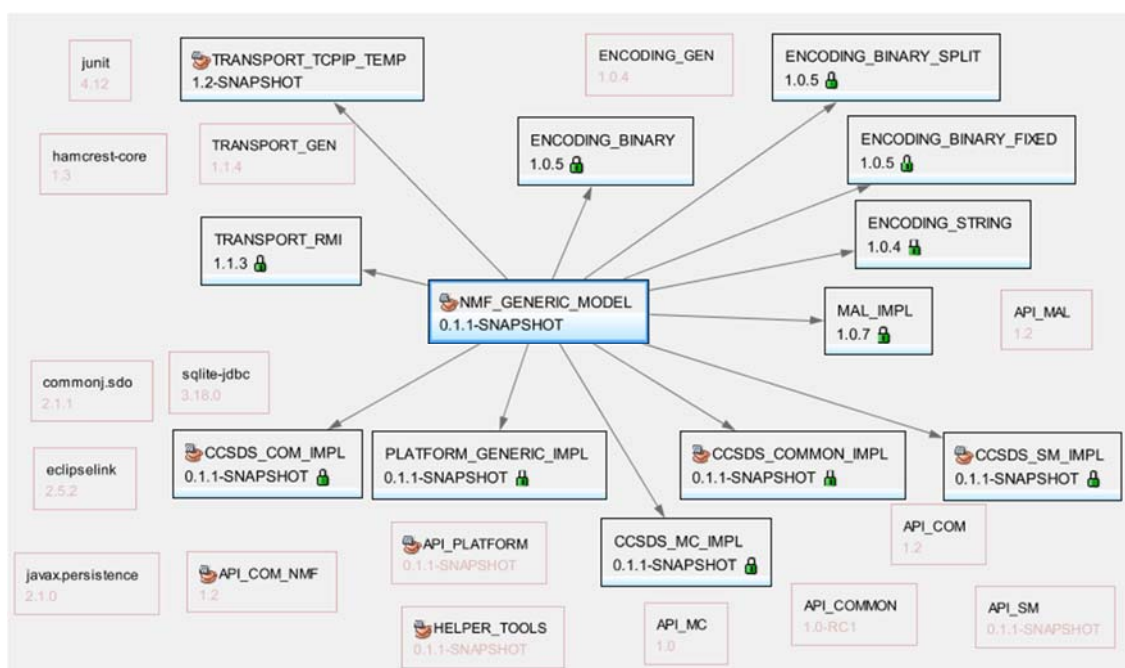 junit
4.12
TRANSPORT_TCPIP_TEMP
1.2-SNAPSHOT
ENCODING_GEN
1.0.4
ENCODING_BINARY_SPLIT
1.0.5
hamcrest-core
1.3
TRANSPORT_GEN
1.1.4
ENCODING_BINARY
1.0.5
ENCODING_BINARY_FIXED
1.0.5
TRANSPORT_RMI
1.1.3
ENCODING_STRING
1.0.4
NMF_GENERIC_MODEL
0.1.1-SNAPSHOT
MAL_IMPL
1.0.7
API_MAL
1.2
commonj.sdo
2.1.1
sqlite-jdbc
3.18.0
eclipselink
2.5.2
CCSDS_COM_IMPL
0.1.1-SNAPSHOT
PLATFORM_GENERIC_IMPL
0.1.1-SNAPSHOT
CCSDS_COMMON_IMPL
0.1.1-SNAPSHOT
CCSDS_SM_IMPL
0.1.1-SNAPSHOT
javax.persistence
2.1.0
API_COM_NMF
1.2
API_PLATFORM
0.1.1-SNAPSHOT
CCSDS_MC_IMPL
0.1.1-SNAPSHOT
API_COM
1.2
HELPER_TOOLS
0.1.1-SNAPSHOT
API_MC
1.0
API_COMMON
1.0-RC1
API_SM
0.1.1-SNAPSHOT